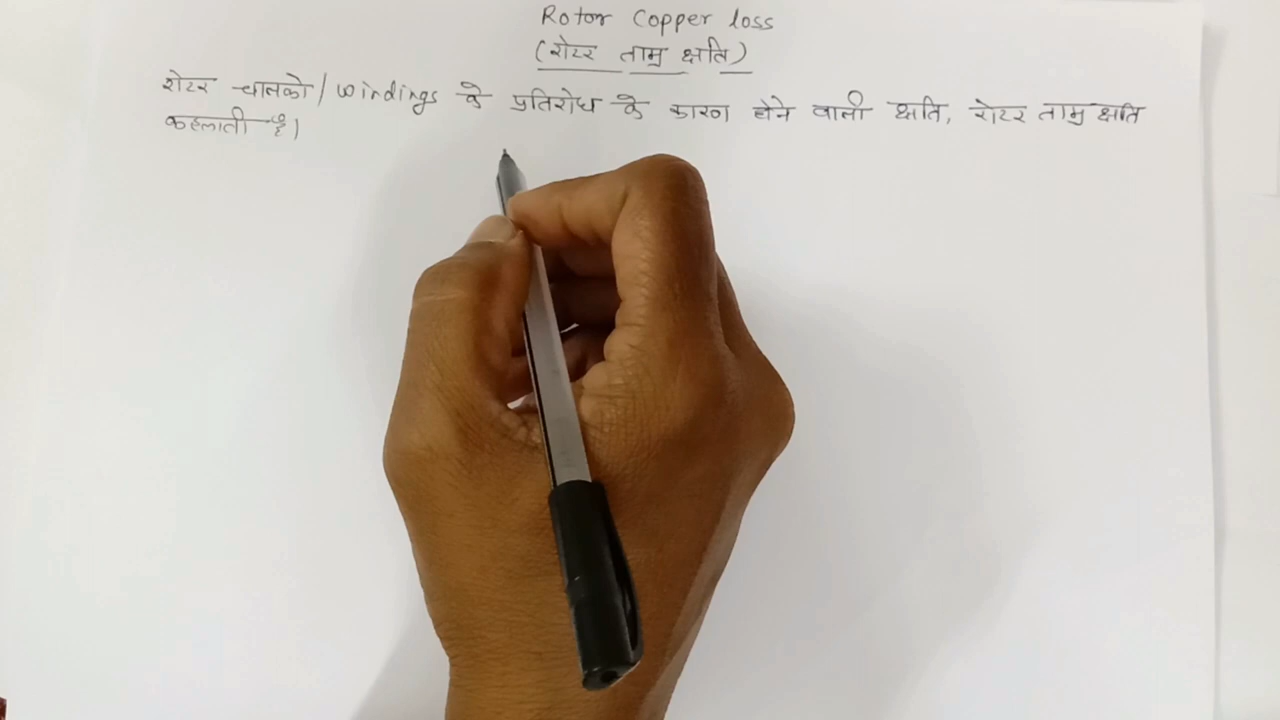 Rotor Copper loss
(रोटर ताम्र क्षति)
रोटर चालको/windings के प्रतिरोध के कारण होने वाली क्षति, रोटर ताम्र क्षति
कहलाती है।